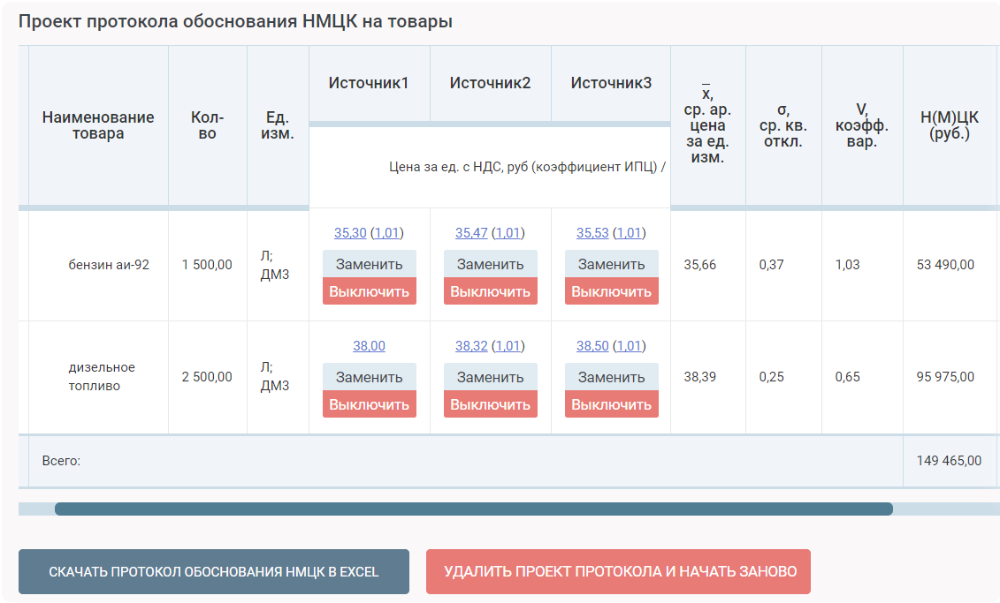 Проект протокола обоснования НМЦК на товары
Наименование
товара
Кол-
во
Ед.
изм.
Источник1
Источник2
Источник3
x̅,
ср. ар.
цена
за ед.
изм.
σ,
ср. кв.
откл.
V,
коэфф.
вар.
Н(М)ЦК
(руб.)
Цена за ед. с НДС, руб (коэффициент ИПЦ) /
бензин аи-92
1 500,00
Л;
ДМ3
35,30 (1,01)
Заменить
Выключить
35,47 (1,01)
Заменить
Выключить
35,53 (1,01)
Заменить
Выключить
35,66
0,37
1,03
53 490,00
дизельное
топливо
2 500,00
Л;
ДМ3
38,00
Заменить
Выключить
38,32 (1,01)
Заменить
Выключить
38,50 (1,01)
Заменить
Выключить
38,39
0,25
0,65
95 975,00
Всего:
149 465,00
СКАЧАТЬ ПРОТОКОЛ ОБОСНОВАНИЯ НМЦК В EXCEL
УДАЛИТЬ ПРОЕКТ ПРОТОКОЛА И НАЧАТЬ ЗАНОВО